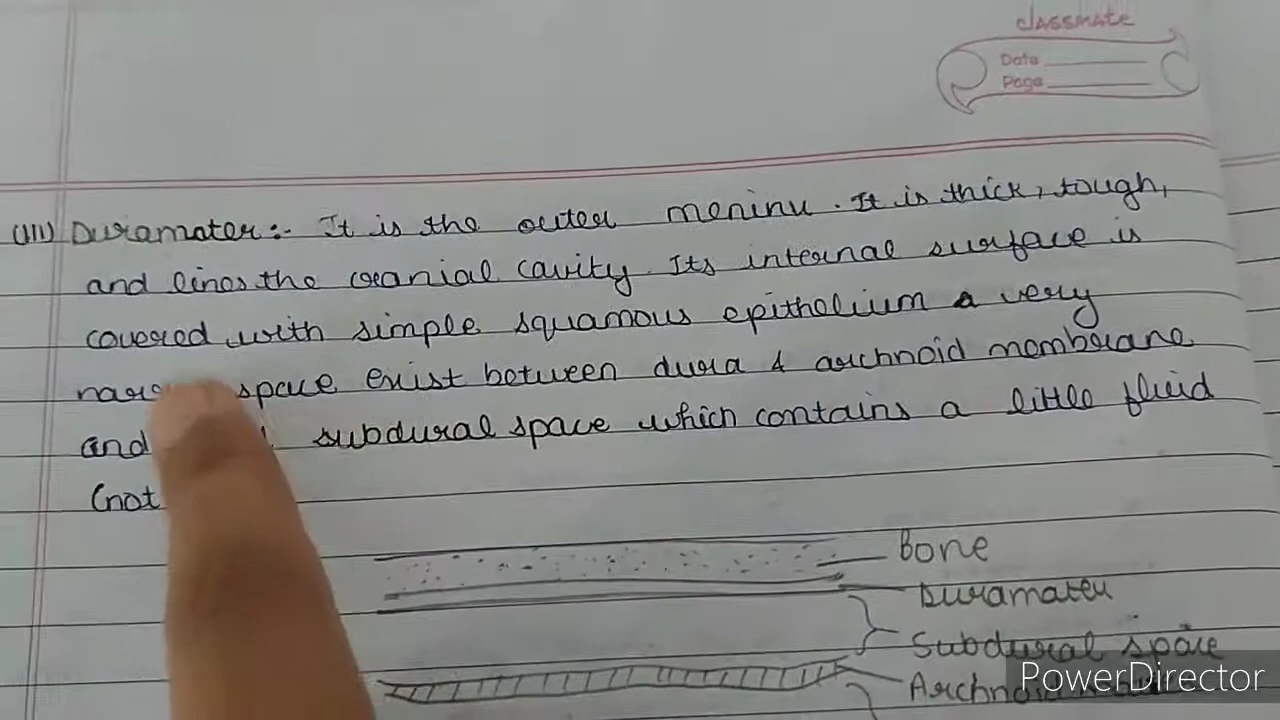 classmate
Date
Page
(III) Duramater:- It is the outer meninx. It is thick, tough,
and lines the cranial cavity. Its internal surface is
covered with simple squamous epithelium a very
space exist between dura & archnoid membrane
and subdural space which contains a little fluid
(not
Bone
Duramater
Subdural space
Archnoid
PowerDirector